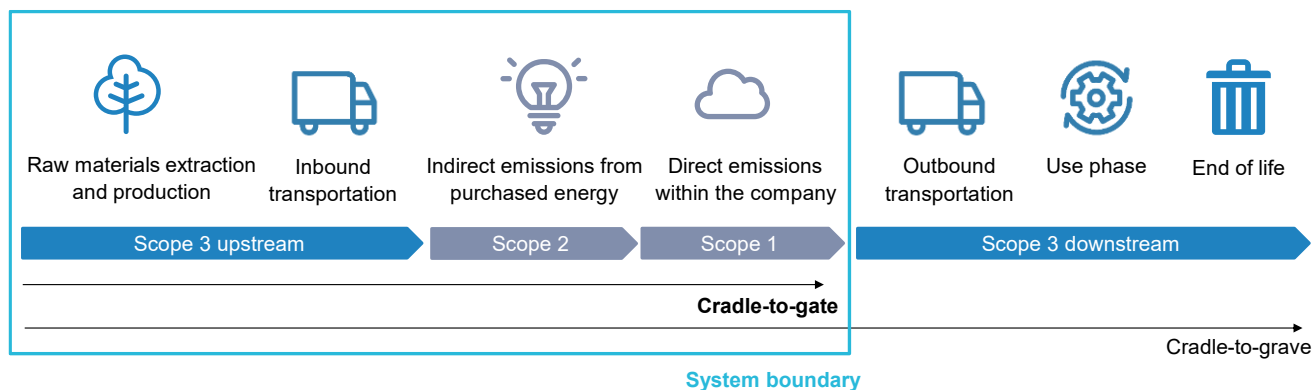 Raw materials extraction
and production
Inbound
transportation
Indirect emissions from
purchased energy
Direct emissions
within the company
Outbound
transportation
Use phase
End of life
Scope 3 upstream
Scope 2
Scope 1
Scope 3 downstream
Cradle-to-gate
Cradle-to-grave
System boundary